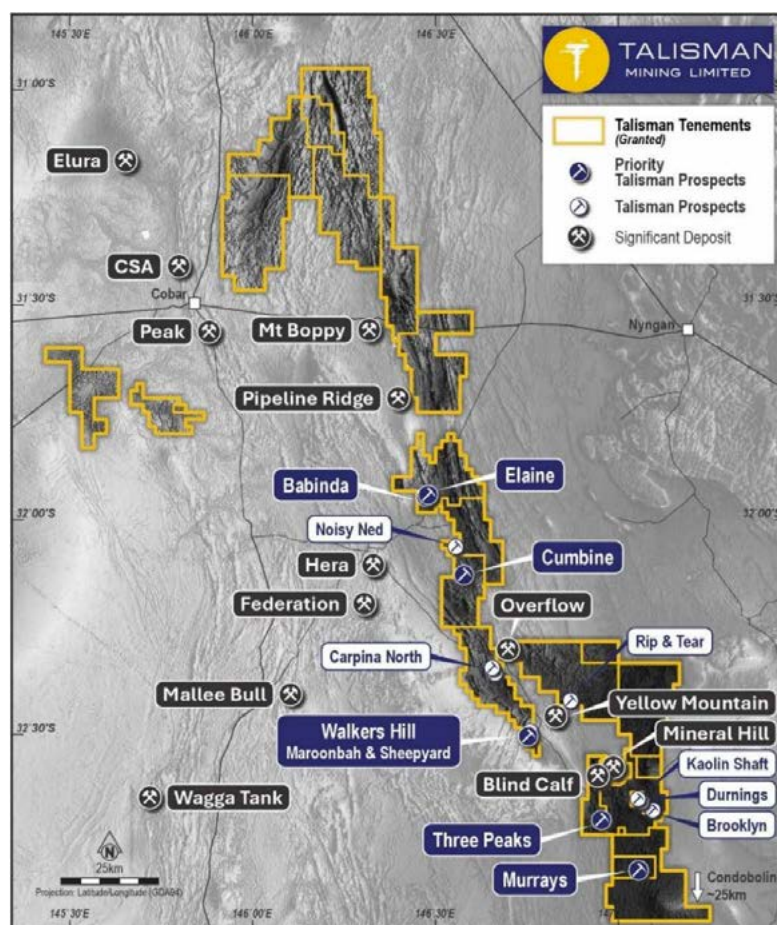 145°30'E
146°00'E
146°30'E
TALISMAN
MINING LIMITED
31°00'S
Talisman Tenements
(Granted)
Priority
Talisman Prospects
Talisman Prospects
Significant Deposit
Elura
CSA
Cobar
31°30'S
31°30'S
Peak
Mt Boppy
Nyngan
Pipeline Ridge
Babinda
Elaine
32°00'S
32°00'S
Noisy Ned
Hera
Cumbine
Federation
Overflow
Rip & Tear
Carpina North
Mallee Bull
Yellow Mountain
32°30'S
32°30'S
Walkers Hill
Maroonbah & Sheepyard
Mineral Hill
Kaolin Shaft
Blind Calf
Wagga Tank
Durnings
Brooklyn
Three Peaks
N
25km
Projection: Latitude/Longitude (GDA94)
Murrays
Condobolin
~25km
145°30'E
146°00'E
146°30'E